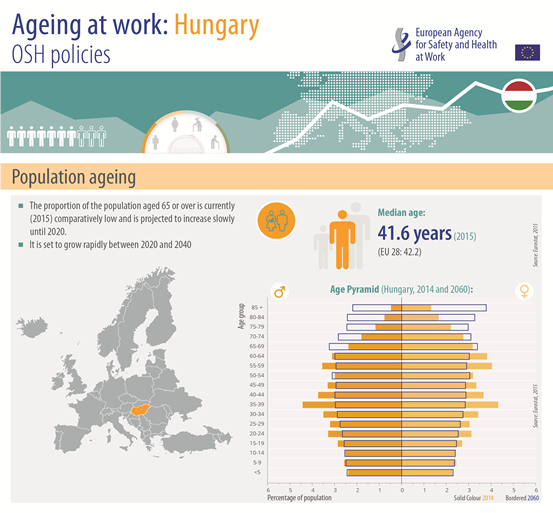 Ageing at work: Hungary
OSH policies
European Agency
for Safety and Health
at Work
Population ageing
The proportion of the population aged 65 or over is currently
(2015) comparatively low and is projected to increase slowly
until 2020.
It is set to grow rapidly between 2020 and 2040
Median age:
41.6 years (2015)
(EU 28: 42.2)
Source: Eurostat, 2015
Age Pyramid (Hungary, 2014 and 2060):
Age group
85 +
80-84
75-79
70-74
65-69
60-64
55-59
50-54
45-49
40-44
35-39
30-34
25-29
20-24
15-19
10-14
5-9
<5
6 5 4 3 2 1 0 1 2 3 4 5 6
Percentage of population
Solid Colour 2014
Bordered 2060
Source: Eurostat, 2015